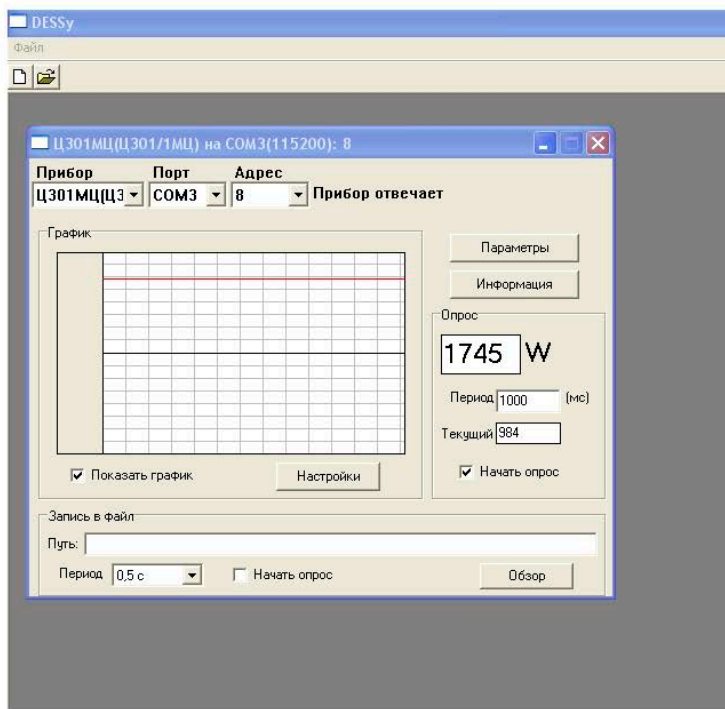 DESSy
Файл
Ц301МЦ(Ц301/1МЦ) на COM3(115200): 8
Прибор Порт Адрес
Ц301МЦ(ЦЗ COM3 8 Прибор отвечает
График
Параметры
Информация
Опрос
1745 W
Период 1000 (мс)
Текущий 984
Показать график Настройки
Начать опрос
Запись в файл
Путь:
Период 0,5 с Начать опрос Обзор